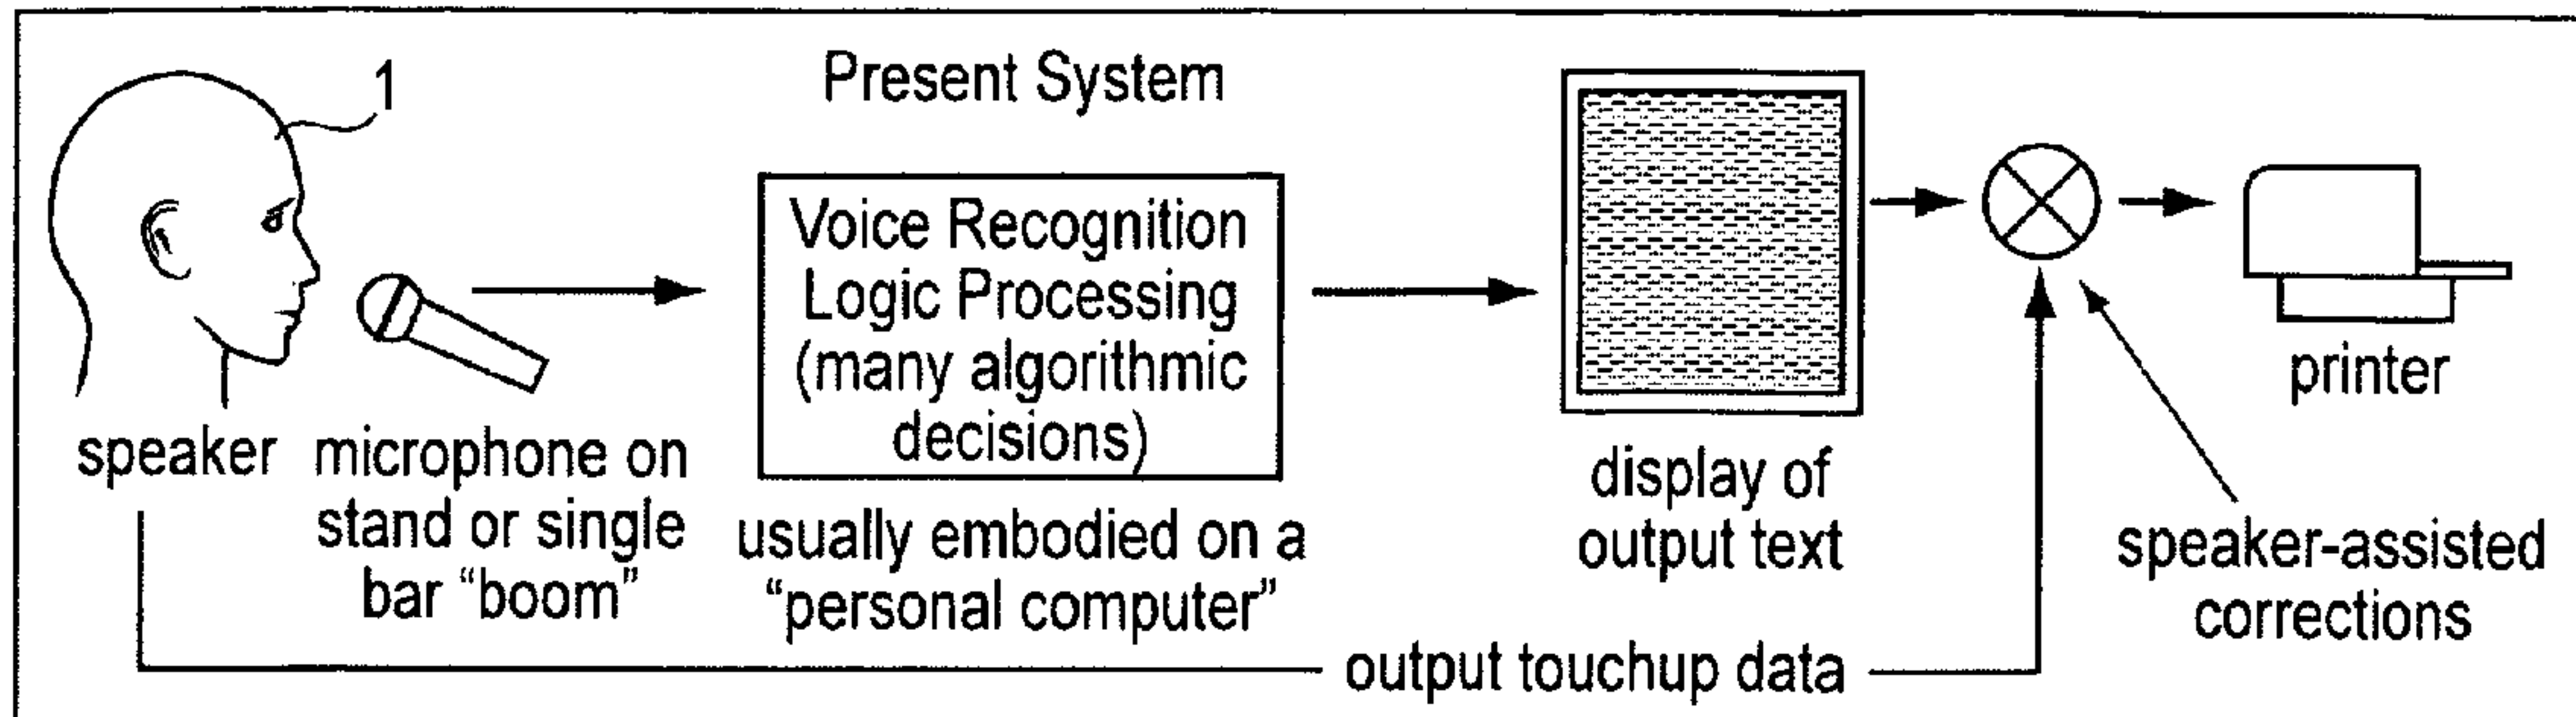 1
Present System
Voice Recognition
Logic Processing
(many algorithmic
decisions)
speaker
microphone on
stand or single
bar “boom”
usually embodied on a
“personal computer”
display of
output text
printer
speaker-assisted
corrections
output touchup data